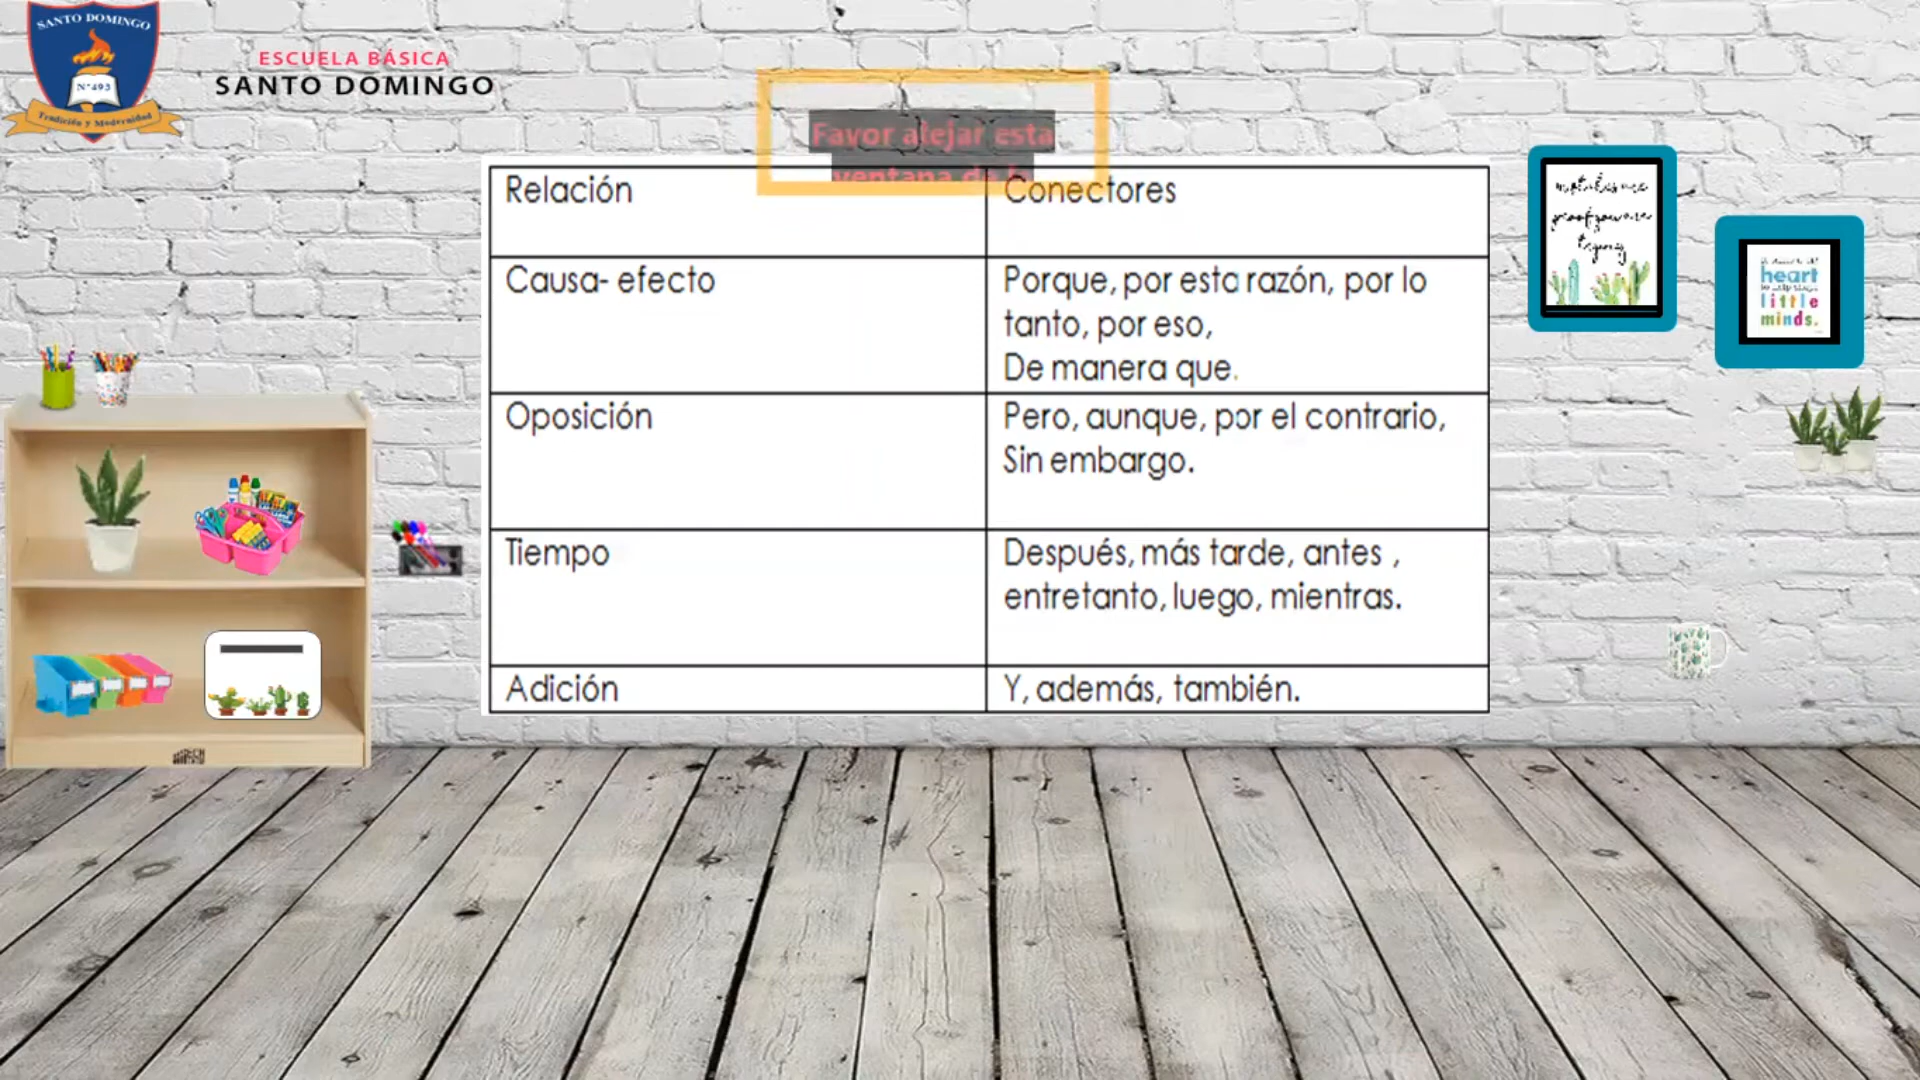 SANTO DOMINGO
N°493
Tradición y Modernidad
ESCUELA BÁSICA
SANTO DOMINGO
Favor alejar esta
ventana de
Relación
Conectores
Causa- efecto
Porque, por esta razón, por lo
tanto, por eso,
De manera que.
Oposición
Pero, aunque, por el contrario,
Sin embargo.
Tiempo
Después, más tarde, antes ,
entretanto, luego, mientras.
Adición
Y, además, también.
heart
little
minds.